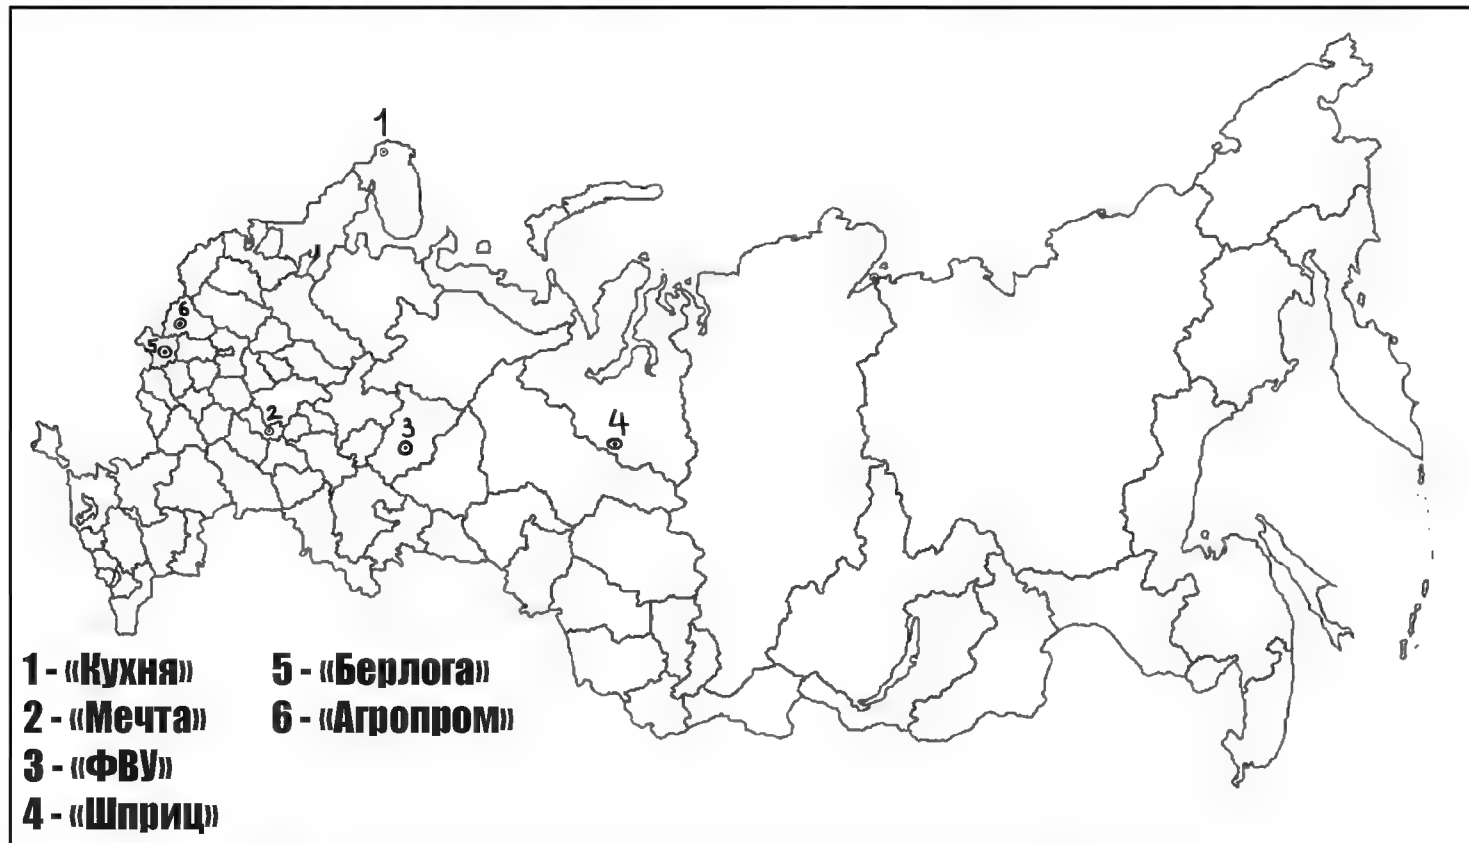 1
6
5
2
3
4
1 - «Кухня»
2 - «Мечта»
3 - «ФВУ»
4 - «Шприц»
5 - «Берлога»
6 - «Агропром»